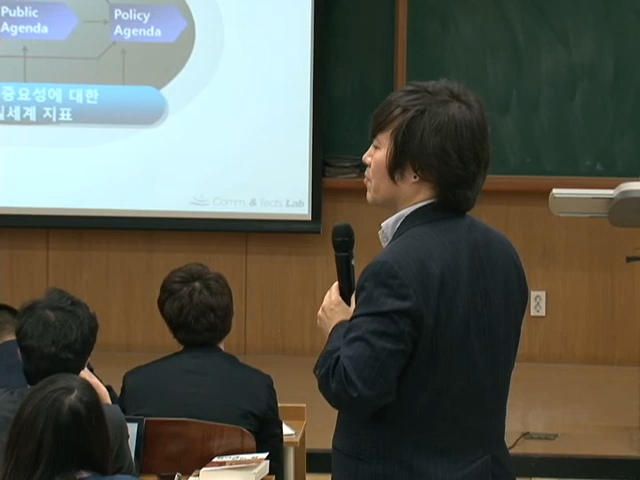 Public
Agenda
Policy
Agenda
중요성에 대한
실세계 지표
Comm. & Tech. Lab